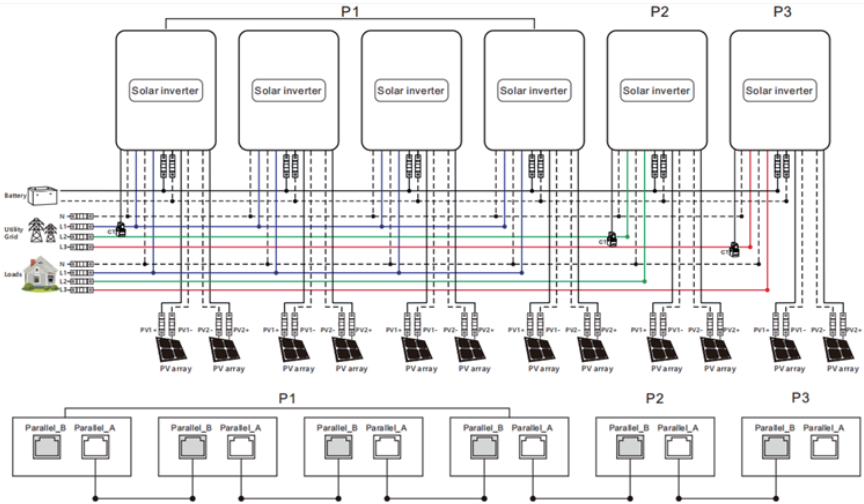 P1 P2 P3
Solar inverter Solar inverter Solar inverter Solar inverter Solar inverter Solar inverter
Battery
N
Utility Grid
L1
L2
L3
CT CT CT
Loads
N
L1
L2
L3
PV1+ PV1- PV2- PV2+ PV1+ PV1- PV2- PV2+ PV1+ PV1- PV2- PV2+ PV1+ PV1- PV2- PV2+ PV1+ PV1- PV2- PV2+ PV1+ PV1- PV2- PV2+
PV array PV array PV array PV array PV array PV array PV array PV array PV array PV array PV array PV array
P1 P2 P3
Parallel_B Parallel_A Parallel_B Parallel_A Parallel_B Parallel_A Parallel_B Parallel_A Parallel_B Parallel_A Parallel_B Parallel_A